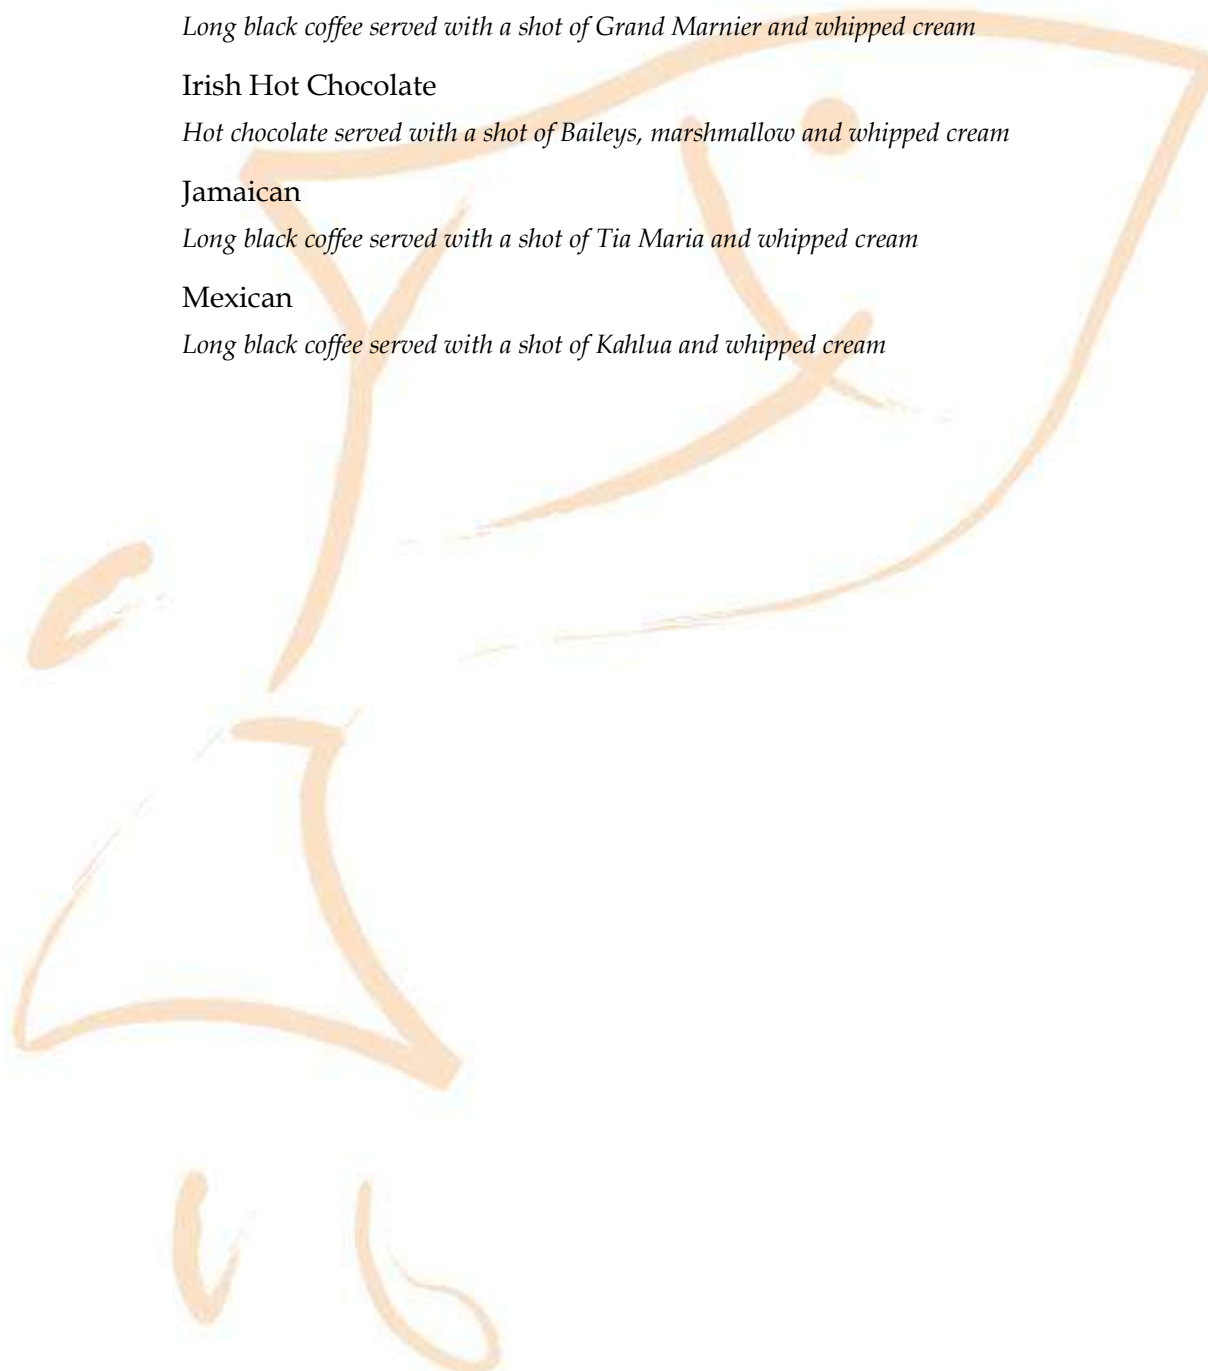 Long black coffee served with a shot of Grand Marnier and whipped cream
Irish Hot Chocolate
Hot chocolate served with a shot of Baileys, marshmallow and whipped cream
Jamaican
Long black coffee served with a shot of Tia Maria and whipped cream
Mexican
Long black coffee served with a shot of Kahlua and whipped cream